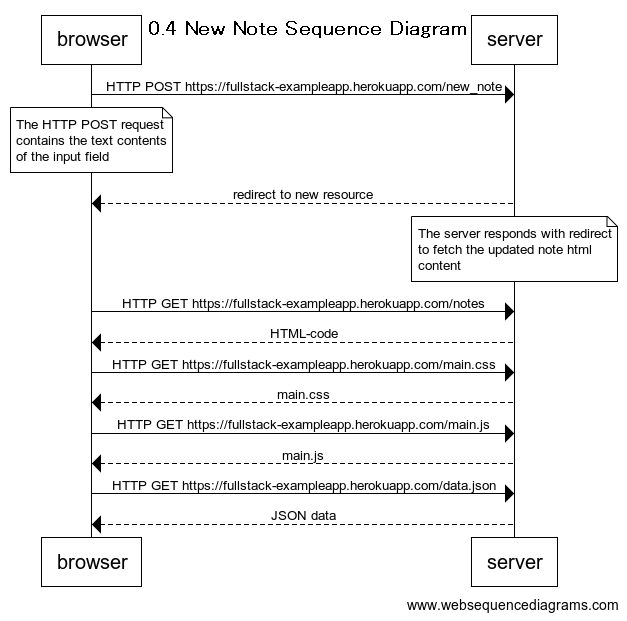 0.4 New Note Sequence Diagram
browser
server
HTTP POST https://fullstack-exampleapp.herokuapp.com/new_note
The HTTP POST request
contains the text contents
of the input field
redirect to new resource
The server responds with redirect
to fetch the updated note html
content
HTTP GET https://fullstack-exampleapp.herokuapp.com/notes
HTML-code
HTTP GET https://fullstack-exampleapp.herokuapp.com/main.css
main.css
HTTP GET https://fullstack-exampleapp.herokuapp.com/main.js
main.js
HTTP GET https://fullstack-exampleapp.herokuapp.com/data.json
JSON data
browser
server
www.websequencediagrams.com